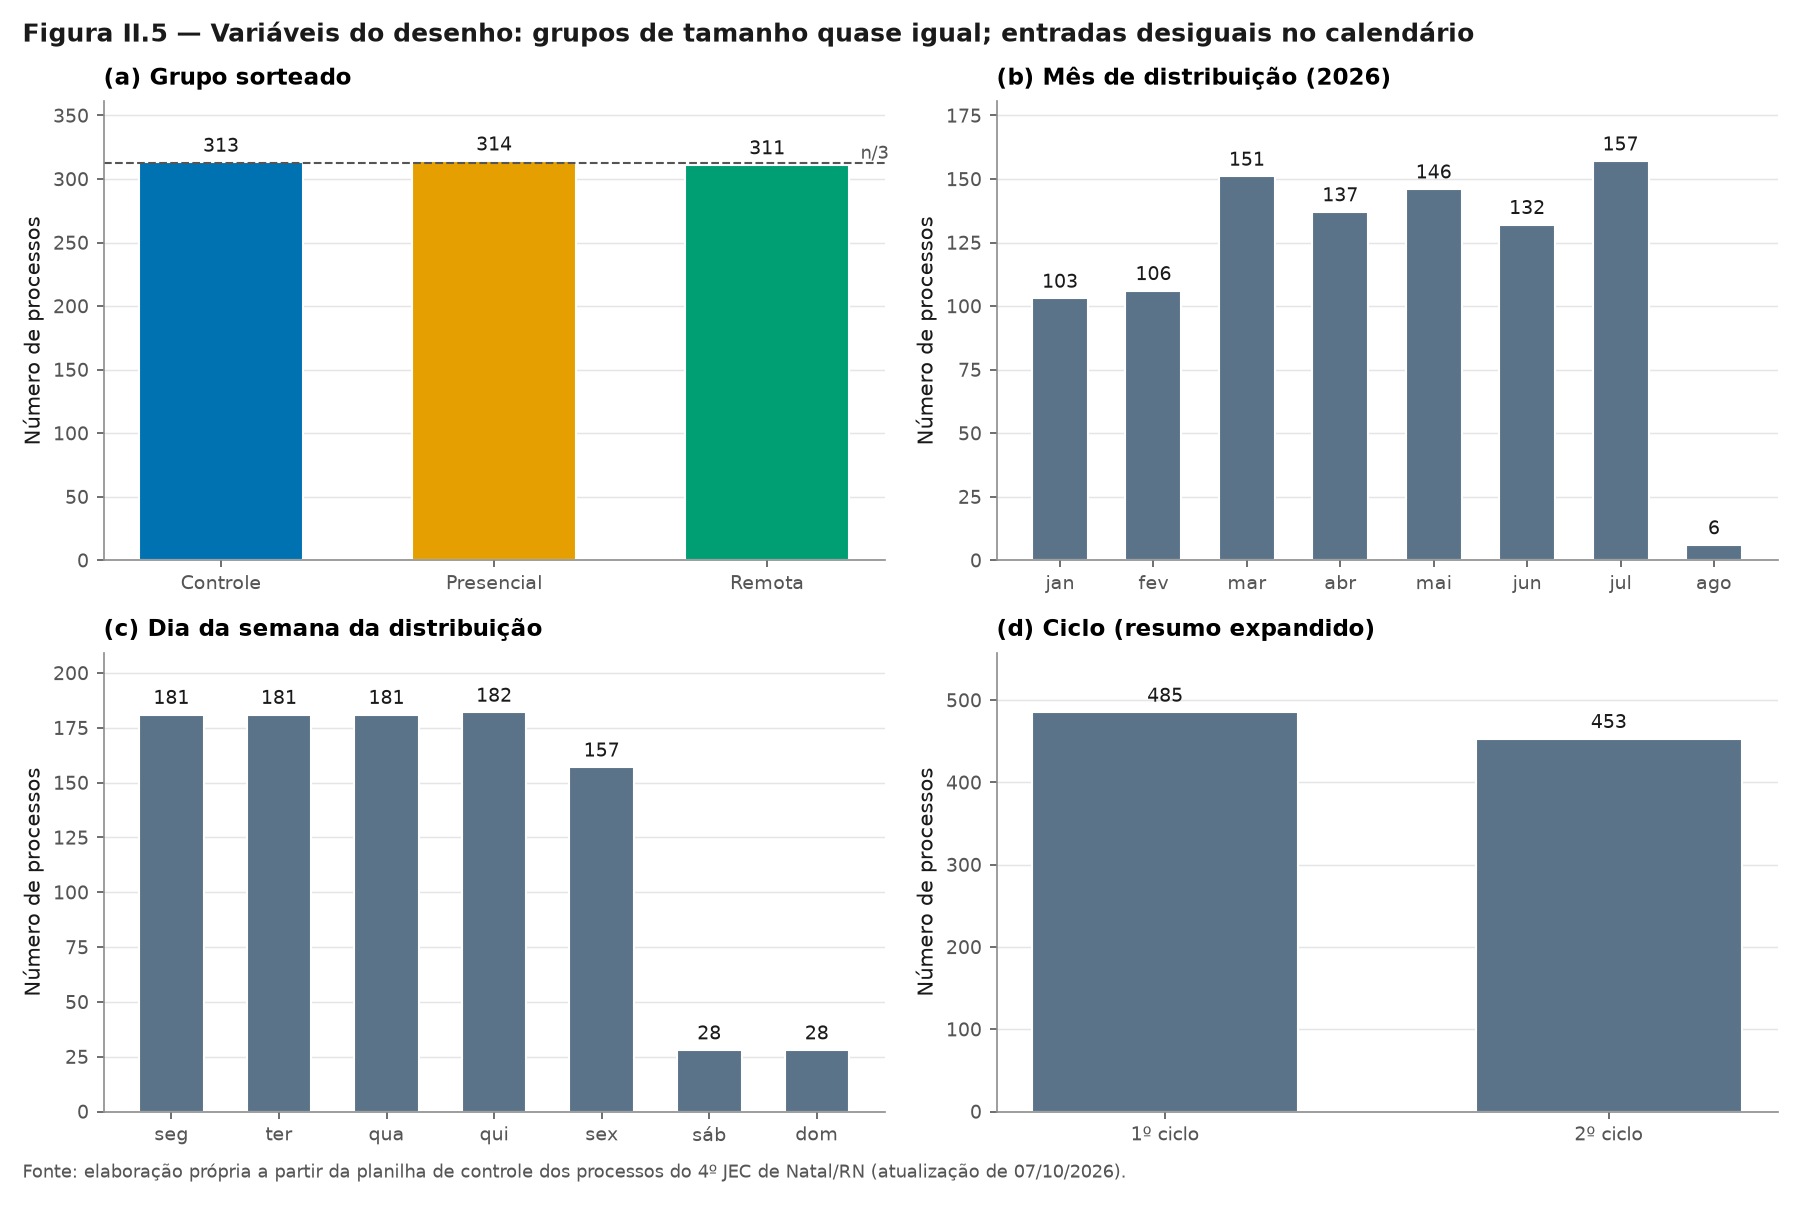 Figura II.5 — Variáveis do desenho: grupos de tamanho quase igual; entradas desiguais no calendário
(a) Grupo sorteado
Número de processos
350
300
250
200
150
100
50
0
313
314
311
n/3
Controle
Presencial
Remota
(b) Mês de distribuição (2026)
Número de processos
175
150
125
100
75
50
25
0
103
106
151
137
146
132
157
6
jan
fev
mar
abr
mai
jun
jul
ago
(c) Dia da semana da distribuição
Número de processos
200
175
150
125
100
75
50
25
0
181
181
181
182
157
28
28
seg
ter
qua
qui
sex
sáb
dom
(d) Ciclo (resumo expandido)
Número de processos
500
400
300
200
100
0
485
453
1º ciclo
2º ciclo
Fonte: elaboração própria a partir da planilha de controle dos processos do 4º JEC de Natal/RN (atualização de 07/10/2026).